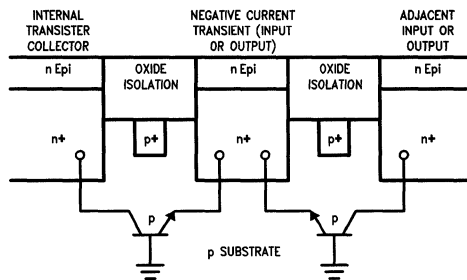 INTERNAL
TRANSISTER
COLLECTOR
NEGATIVE CURRENT
TRANSIENT (INPUT
OR OUTPUT)
ADJACENT
INPUT OR
OUTPUT
n Epi
OXIDE
ISOLATION
n Epi
OXIDE
ISOLATION
n Epi
n+
p+
n+
p+
n+
p
p
p SUBSTRATE